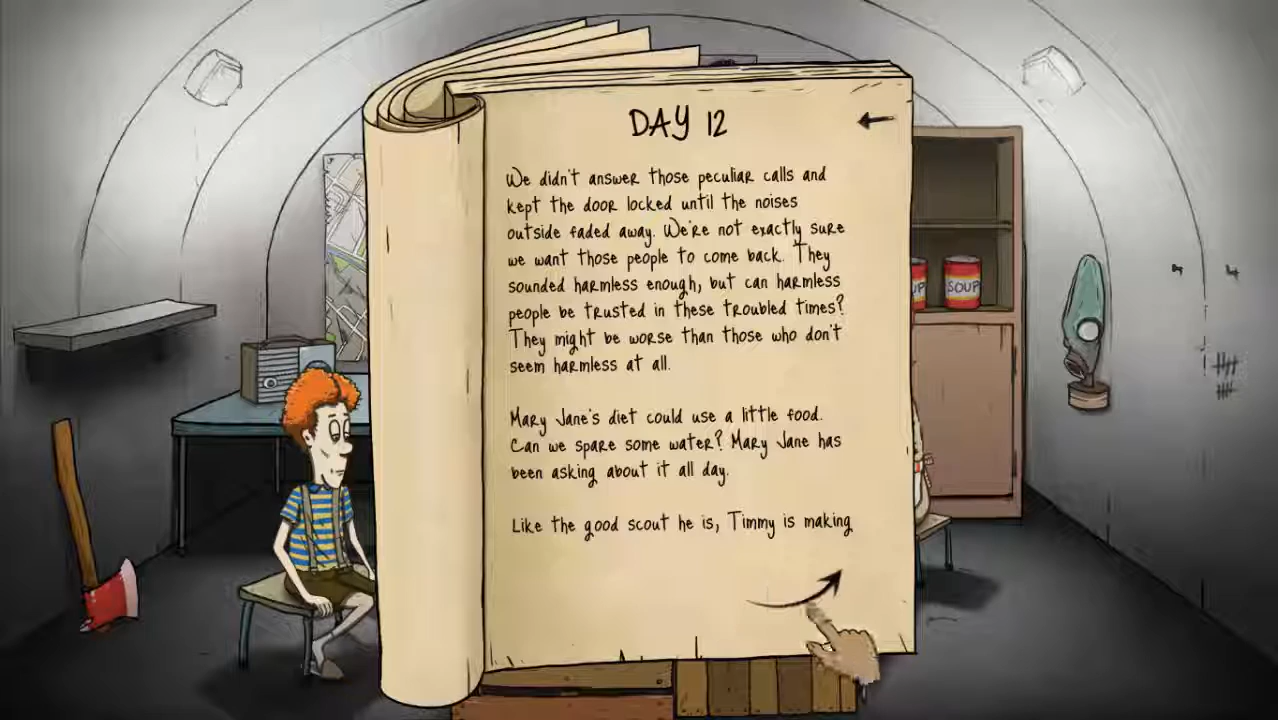 DAY 12
We didn't answer those peculiar calls and
kept the door locked until the noises
outside faded away. We're not exactly sure
we want those people to come back. They
sounded harmless enough, but can harmless
people be trusted in these troubled times?
They might be worse than those who don't
seem harmless at all.
Mary Jane's diet could use a little food.
Can we spare some water? Mary Jane has
been asking about it all day.
Like the good scout he is, Timmy is making
UP
SOUP